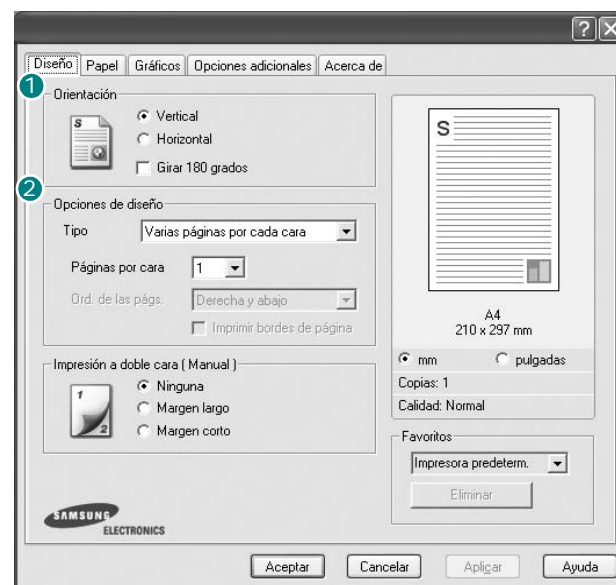 Diseño Papel Gráficos Opciones adicionales Acerca de
1
Orientación
S
Vertical
Horizontal
Girar 180 grados
2
Opciones de diseño
Tipo Varias páginas por cada cara
Páginas por cara 1
Ord. de las págs. Derecha y abajo
Imprimir bordes de página
Impresión a doble cara ( Manual )
1
2
Ninguna
Margen largo
Margen corto
S
A4
210 x 297 mm
mm pulgadas
Copias: 1
Calidad: Normal
Favoritos
Impresora predeterm.
Eliminar
SAMSUNG
ELECTRONICS
Aceptar Cancelar Aplicar Ayuda